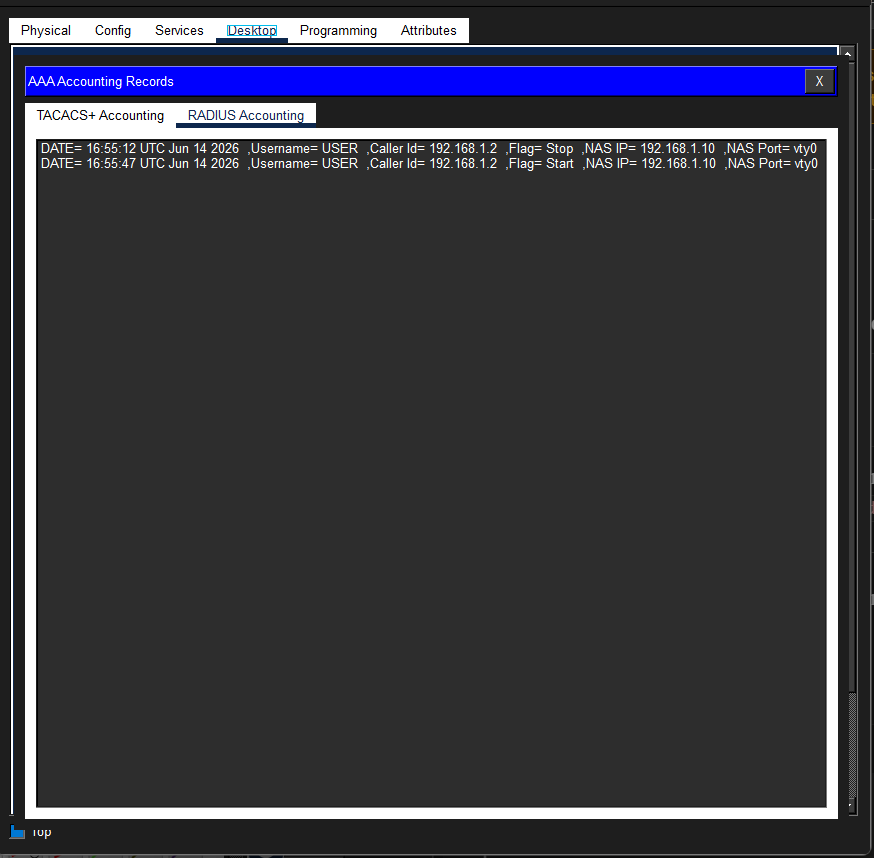 Physical Config Services Desktop Programming Attributes
AAA Accounting Records X
TACACS+ Accounting RADIUS Accounting
DATE= 16:55:12 UTC Jun 14 2026 ,Username= USER ,Caller Id= 192.168.1.2 ,Flag= Stop ,NAS IP= 192.168.1.10 ,NAS Port= vty0
DATE= 16:55:47 UTC Jun 14 2026 ,Username= USER ,Caller Id= 192.168.1.2 ,Flag= Start ,NAS IP= 192.168.1.10 ,NAS Port= vty0
Top